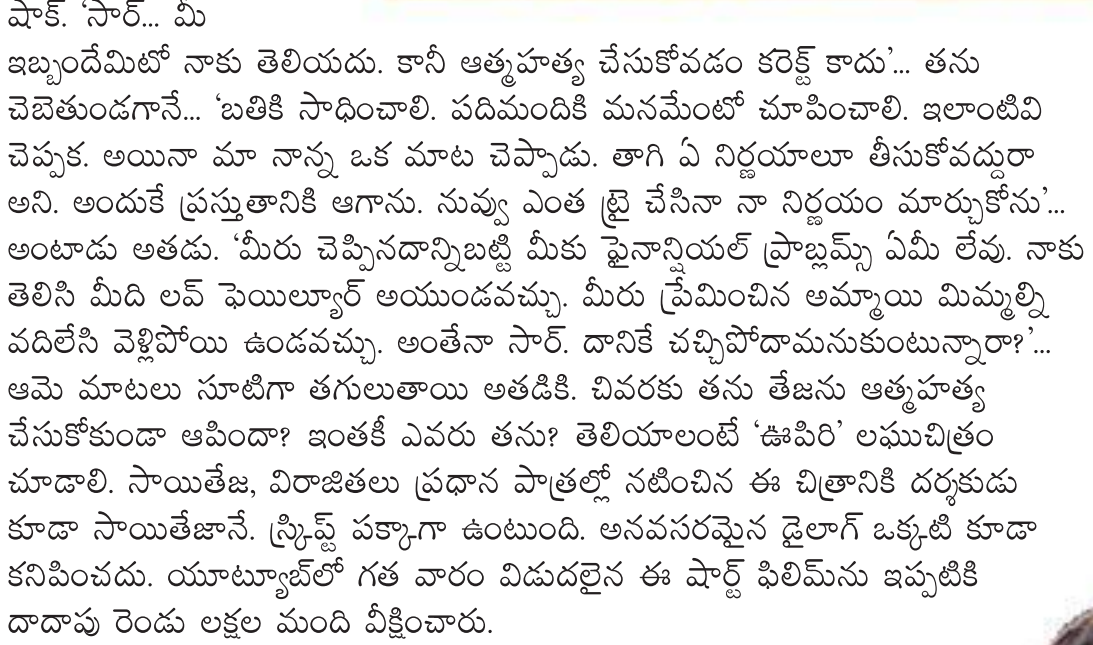 షాక్. ‘సార్... మీ
ఇబ్బందేమిటో నాకు తెలియదు. కానీ ఆత్మహత్య చేసుకోవడం కరెక్ట్ కాదు’... తను
చెబెతుండగానే... ‘బతికి సాధించాలి. పదిమందికి మనమేంటో చూపించాలి. ఇలాంటివి
చెప్పక. అయినా మా నాన్న ఒక మాట చెప్పాడు. తాగి ఏ నిర్ణయాలూ తీసుకోవద్దురా
అని. అందుకే ప్రస్తుతానికి ఆగాను. నువ్వు ఎంత ట్రై చేసినా నా నిర్ణయం మార్చుకోను’...
అంటాడు అతడు. ‘మీరు చెప్పినదాన్నిబట్టి మీకు ఫైనాన్షియల్ ప్రాబ్లమ్స్ ఏమీ లేవు. నాకు
తెలిసి మీది లవ్ ఫెయిల్యూర్ అయుండవచ్చు. మీరు ప్రేమించిన అమ్మాయి మిమ్మల్ని
వదిలేసి వెళ్లిపోయి ఉండవచ్చు. అంతేనా సార్. దానికే చచ్చిపోదామనుకుంటున్నారా?’...
ఆమె మాటలు సూటిగా తగులుతాయి అతడికి. చివరకు తను తేజను ఆత్మహత్య
చేసుకోకుండా ఆపిందా? ఇంతకీ ఎవరు తను? తెలియాలంటే ‘ఊపిరి’ లఘుచిత్రం
చూడాలి. సాయితేజ, విరాజితలు ప్రధాన పాత్రల్లో నటించిన ఈ చిత్రానికి దర్శకుడు
కూడా సాయితేజానే. స్క్రిప్ట్ పక్కాగా ఉంటుంది. అనవసరమైన డైలాగ్ ఒక్కటి కూడా
కనిపించదు. యూట్యూబ్‌లో గత వారం విడుదలైన ఈ షార్ట్ ఫిలిమ్‌ను ఇప్పటికి
దాదాపు రెండు లక్షల మంది వీక్షించారు.